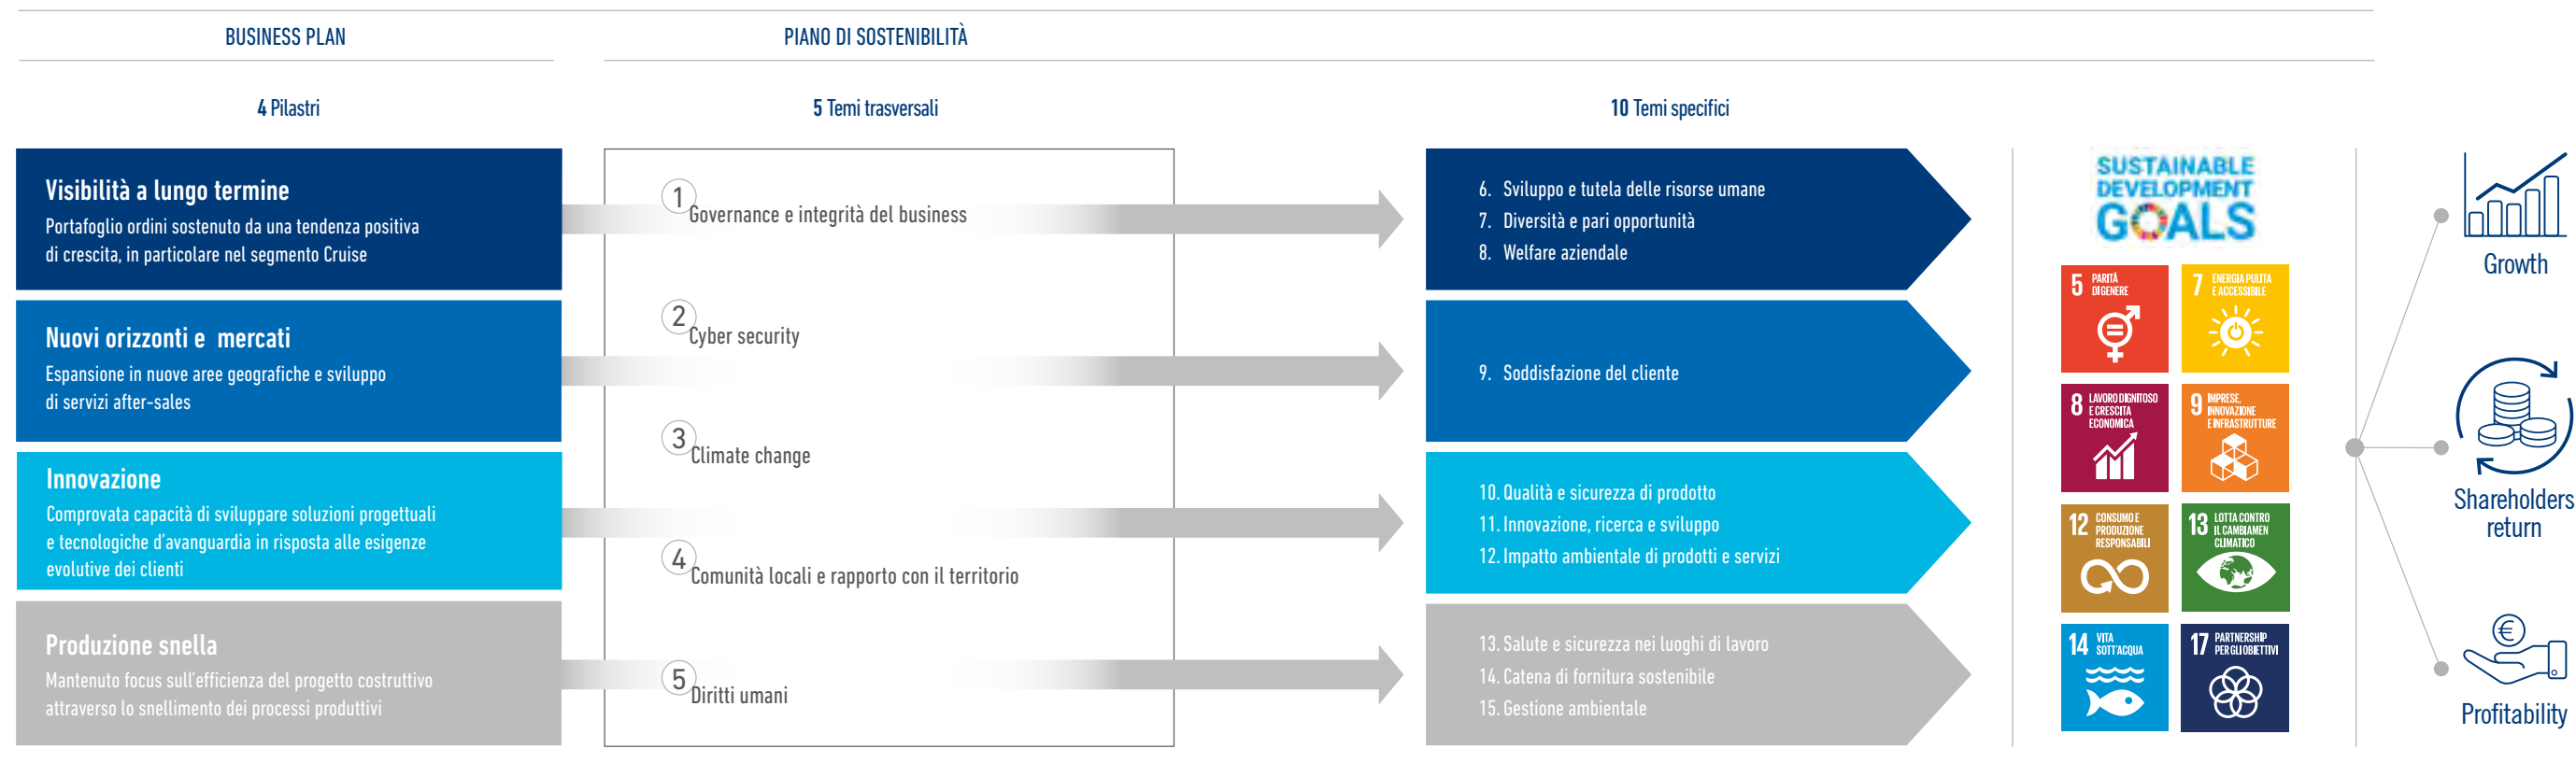 BUSINESS PLAN
PIANO DI SOSTENIBILITÀ
4 Pilastri
5 Temi trasversali
10 Temi specifici
Visibilità a lungo termine
Portafoglio ordini sostenuto da una tendenza positiva
di crescita, in particolare nel segmento Cruise
Nuovi orizzonti e mercati
Espansione in nuove aree geografiche e sviluppo
di servizi after-sales
Innovazione
Comprovata capacità di sviluppare soluzioni progettuali
e tecnologiche d'avanguardia in risposta alle esigenze
evolutive dei clienti
Produzione snella
Mantenuto focus sull'efficienza del progetto costruttivo
attraverso lo snellimento dei processi produttivi
1
Governance e integrità del business
2
Cyber security
3
Climate change
4
Comunità locali e rapporto con il territorio
5
Diritti umani
6. Sviluppo e tutela delle risorse umane
7. Diversità e pari opportunità
8. Welfare aziendale
9. Soddisfazione del cliente
10. Qualità e sicurezza di prodotto
11. Innovazione, ricerca e sviluppo
12. Impatto ambientale di prodotti e servizi
13. Salute e sicurezza nei luoghi di lavoro
14. Catena di fornitura sostenibile
15. Gestione ambientale
SUSTAINABLE
DEVELOPMENT
GOALS
5 PARITÀ
DI GENERE
7 ENERGIA PULITA
E ACCESSIBILE
8 LAVORO DIGNITOSO
E CRESCITA
ECONOMICA
9 IMPRESE,
INNOVAZIONE
E INFRASTRUTTURE
12 CONSUMO E
PRODUZIONE
RESPONSABILI
13 LOTTA CONTRO
IL CAMBIAMEN
CLIMATICO
14 VITA
SOTT'ACQUA
17 PARTNERSHIP
PER GLI OBIETTIVI
Growth
Shareholders
return
€
Profitability